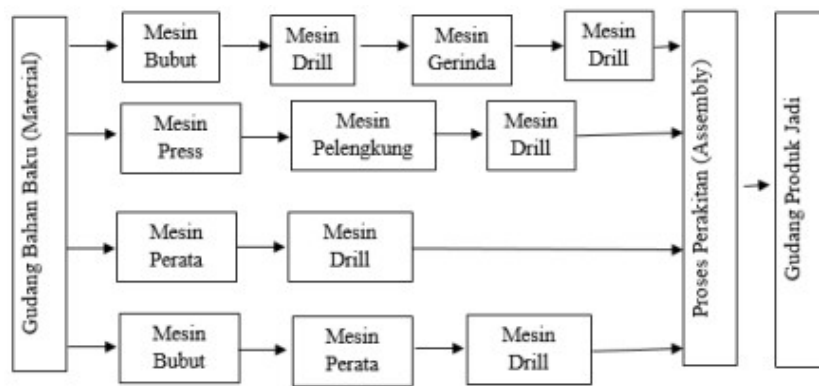 Gudang Bahan Baku (Material)
Mesin
Bubut
Mesin
Drill
Mesin
Gerinda
Mesin
Drill
Mesin
Press
Mesin
Pelengkung
Mesin
Drill
Mesin
Perata
Mesin
Drill
Mesin
Bubut
Mesin
Perata
Mesin
Drill
Proses Perakitan (Assembly)
Gudang Produk Jadi